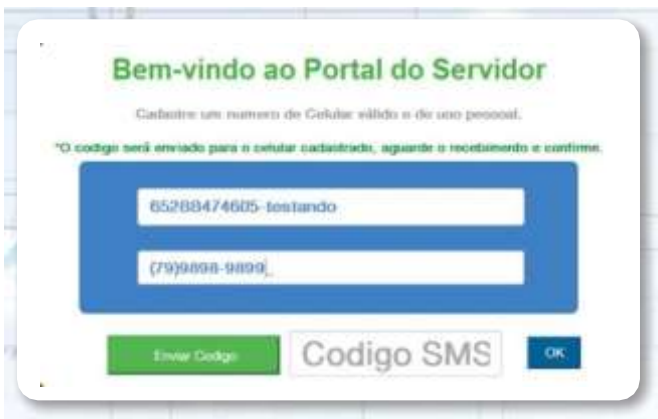 Bem-vindo ao Portal do Servidor
Cadastre um numero de Celular válido e de uso pessoal.
*O codigo será enviado para o celular cadastrado, aguarde o recebimento e confirme.
65288474605-testando
(79)9898-9899_
Enviar Codigo
Codigo SMS
OK